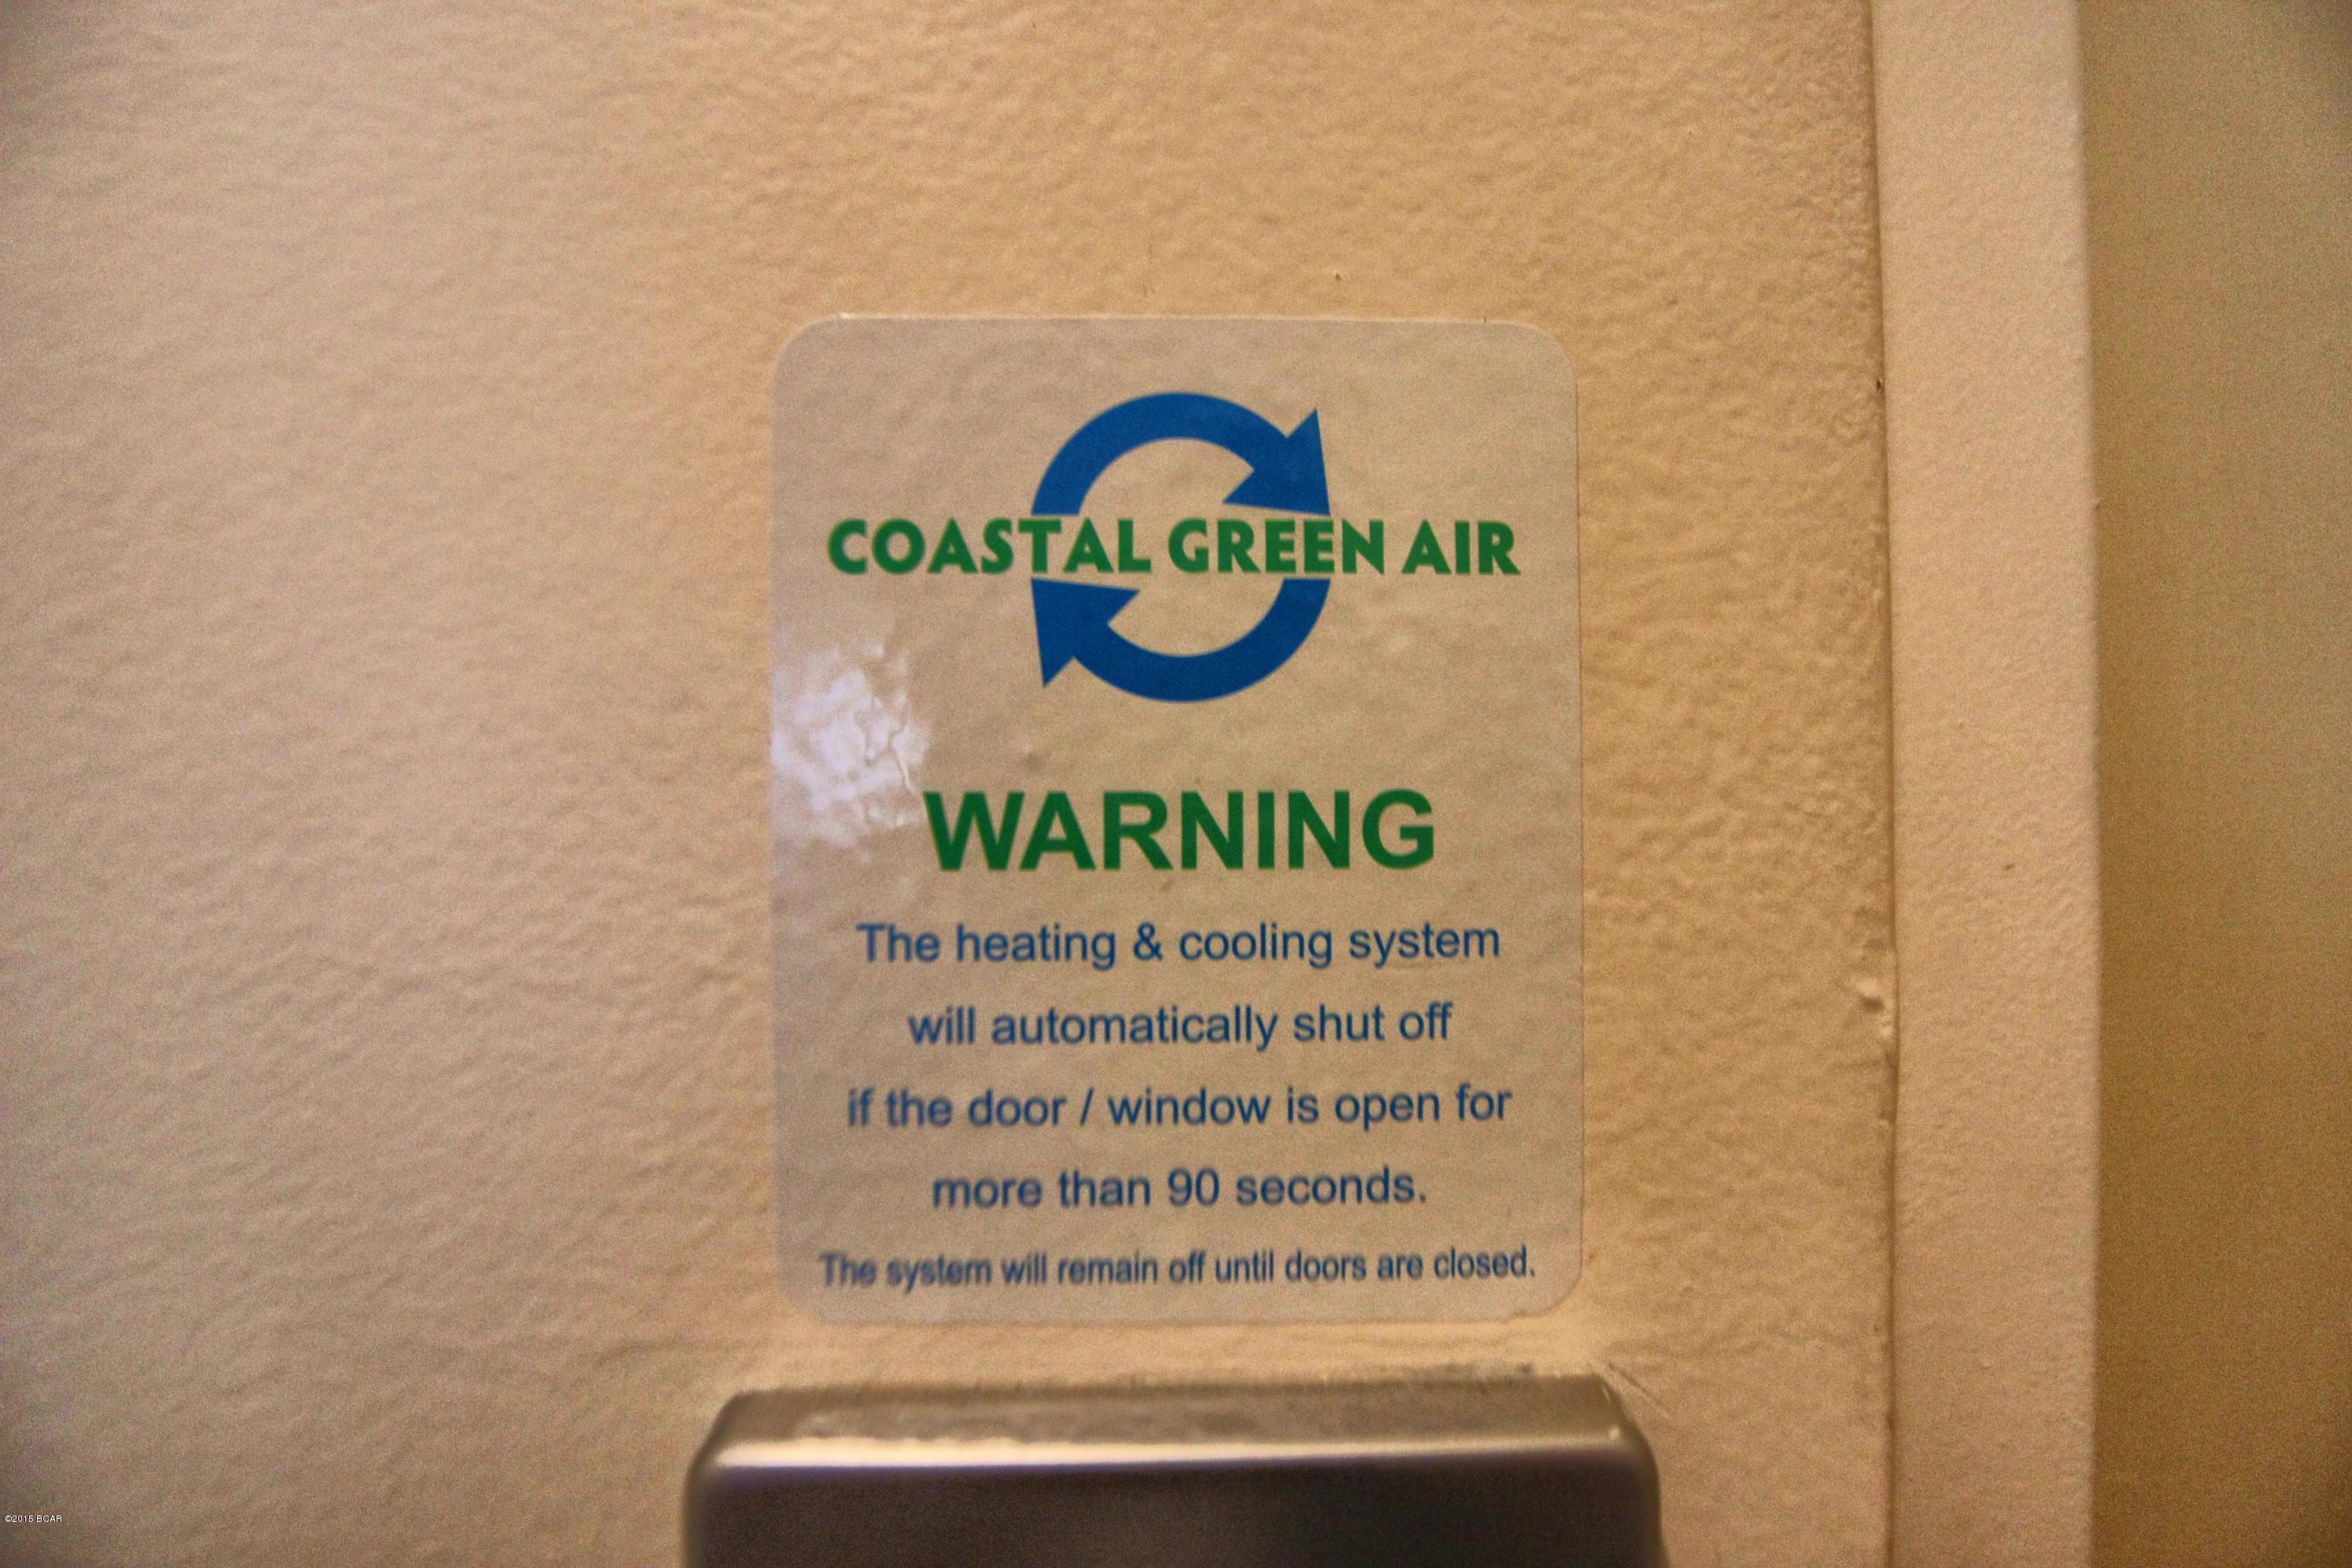 COASTAL GREEN AIR
WARNING
The heating & cooling system
will automatically shut off
if the door / window is open for
more than 90 seconds.
The system will remain off until doors are closed.
©2015 BCAR